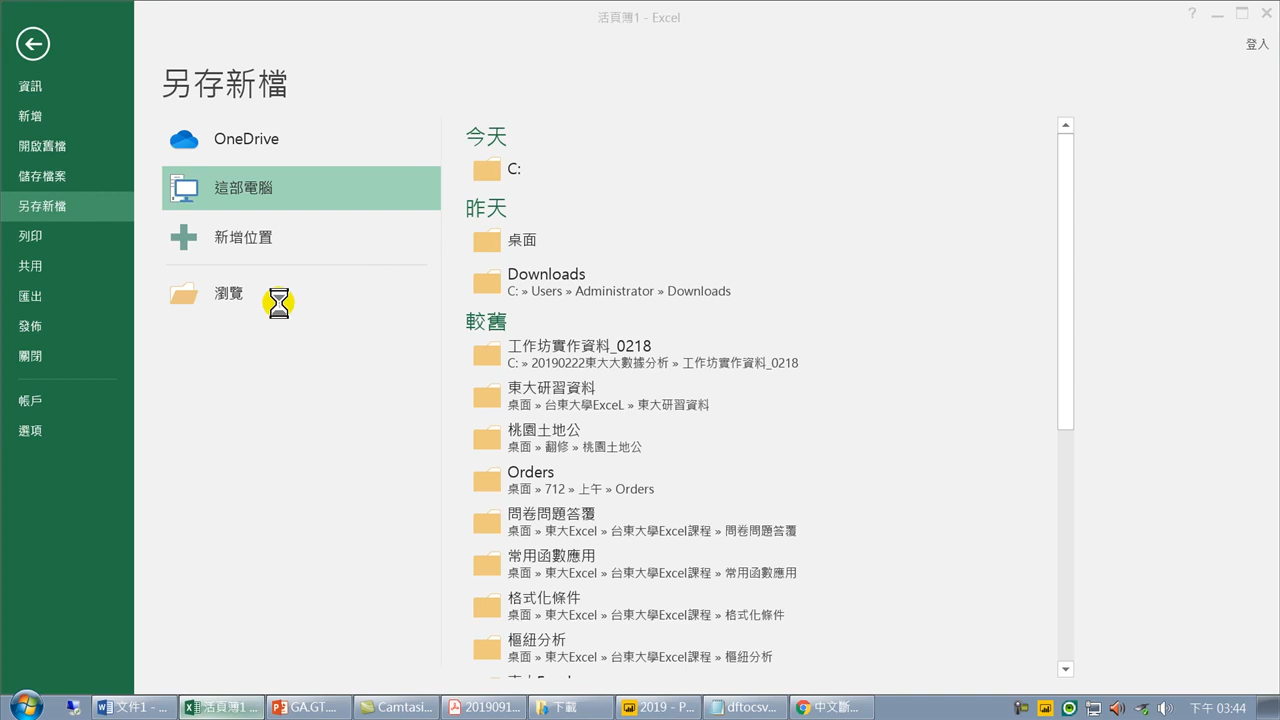 活頁簿1 - Excel
?
登入
資訊
新增
開啟舊檔
儲存檔案
另存新檔
列印
共用
匯出
發佈
關閉
帳戶
選項
另存新檔
OneDrive
這部電腦
新增位置
瀏覽
今天
C:
昨天
桌面
Downloads
C: » Users » Administrator » Downloads
較舊
工作坊實作資料_0218
C: » 20190222東大大數據分析 » 工作坊實作資料_0218
東大研習資料
桌面 » 台東大學ExceL » 東大研習資料
桃園土地公
桌面 » 翻修 » 桃園土地公
Orders
桌面 » 712 » 上午 » Orders
問卷問題答覆
桌面 » 東大Excel » 台東大學Excel課程 » 問卷問題答覆
常用函數應用
桌面 » 東大Excel » 台東大學Excel課程 » 常用函數應用
格式化條件
桌面 » 東大Excel » 台東大學Excel課程 » 格式化條件
樞紐分析
桌面 » 東大Excel » 台東大學Excel課程 » 樞紐分析
文件1 - ...
活頁簿1 ...
GA.GT....
Camtasi...
2019091...
下載
2019 - P...
dftocsv...
中文斷...
下午 03:44